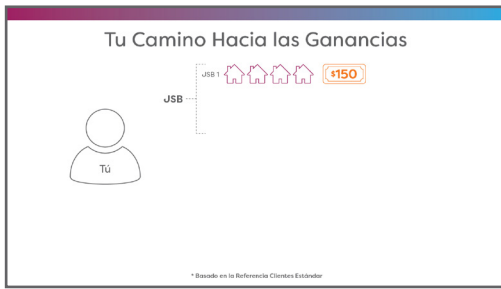 Tu Camino Hacia las Ganancias
JSB 1
$150
JSB
Tú
* Basado en la Referencia Clientes Estándar